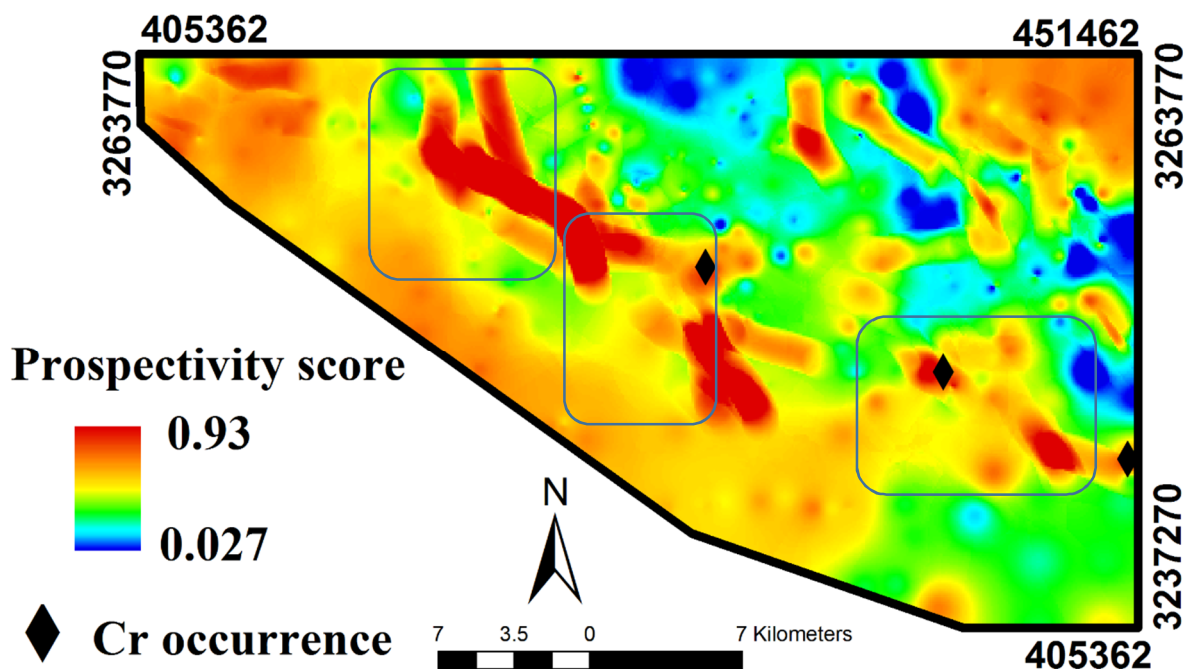 405362
451462
3263770
3263770
Prospectivity score
0.93
0.027
N
3237270
Cr occurrence
7 3.5 0 7 Kilometers
405362